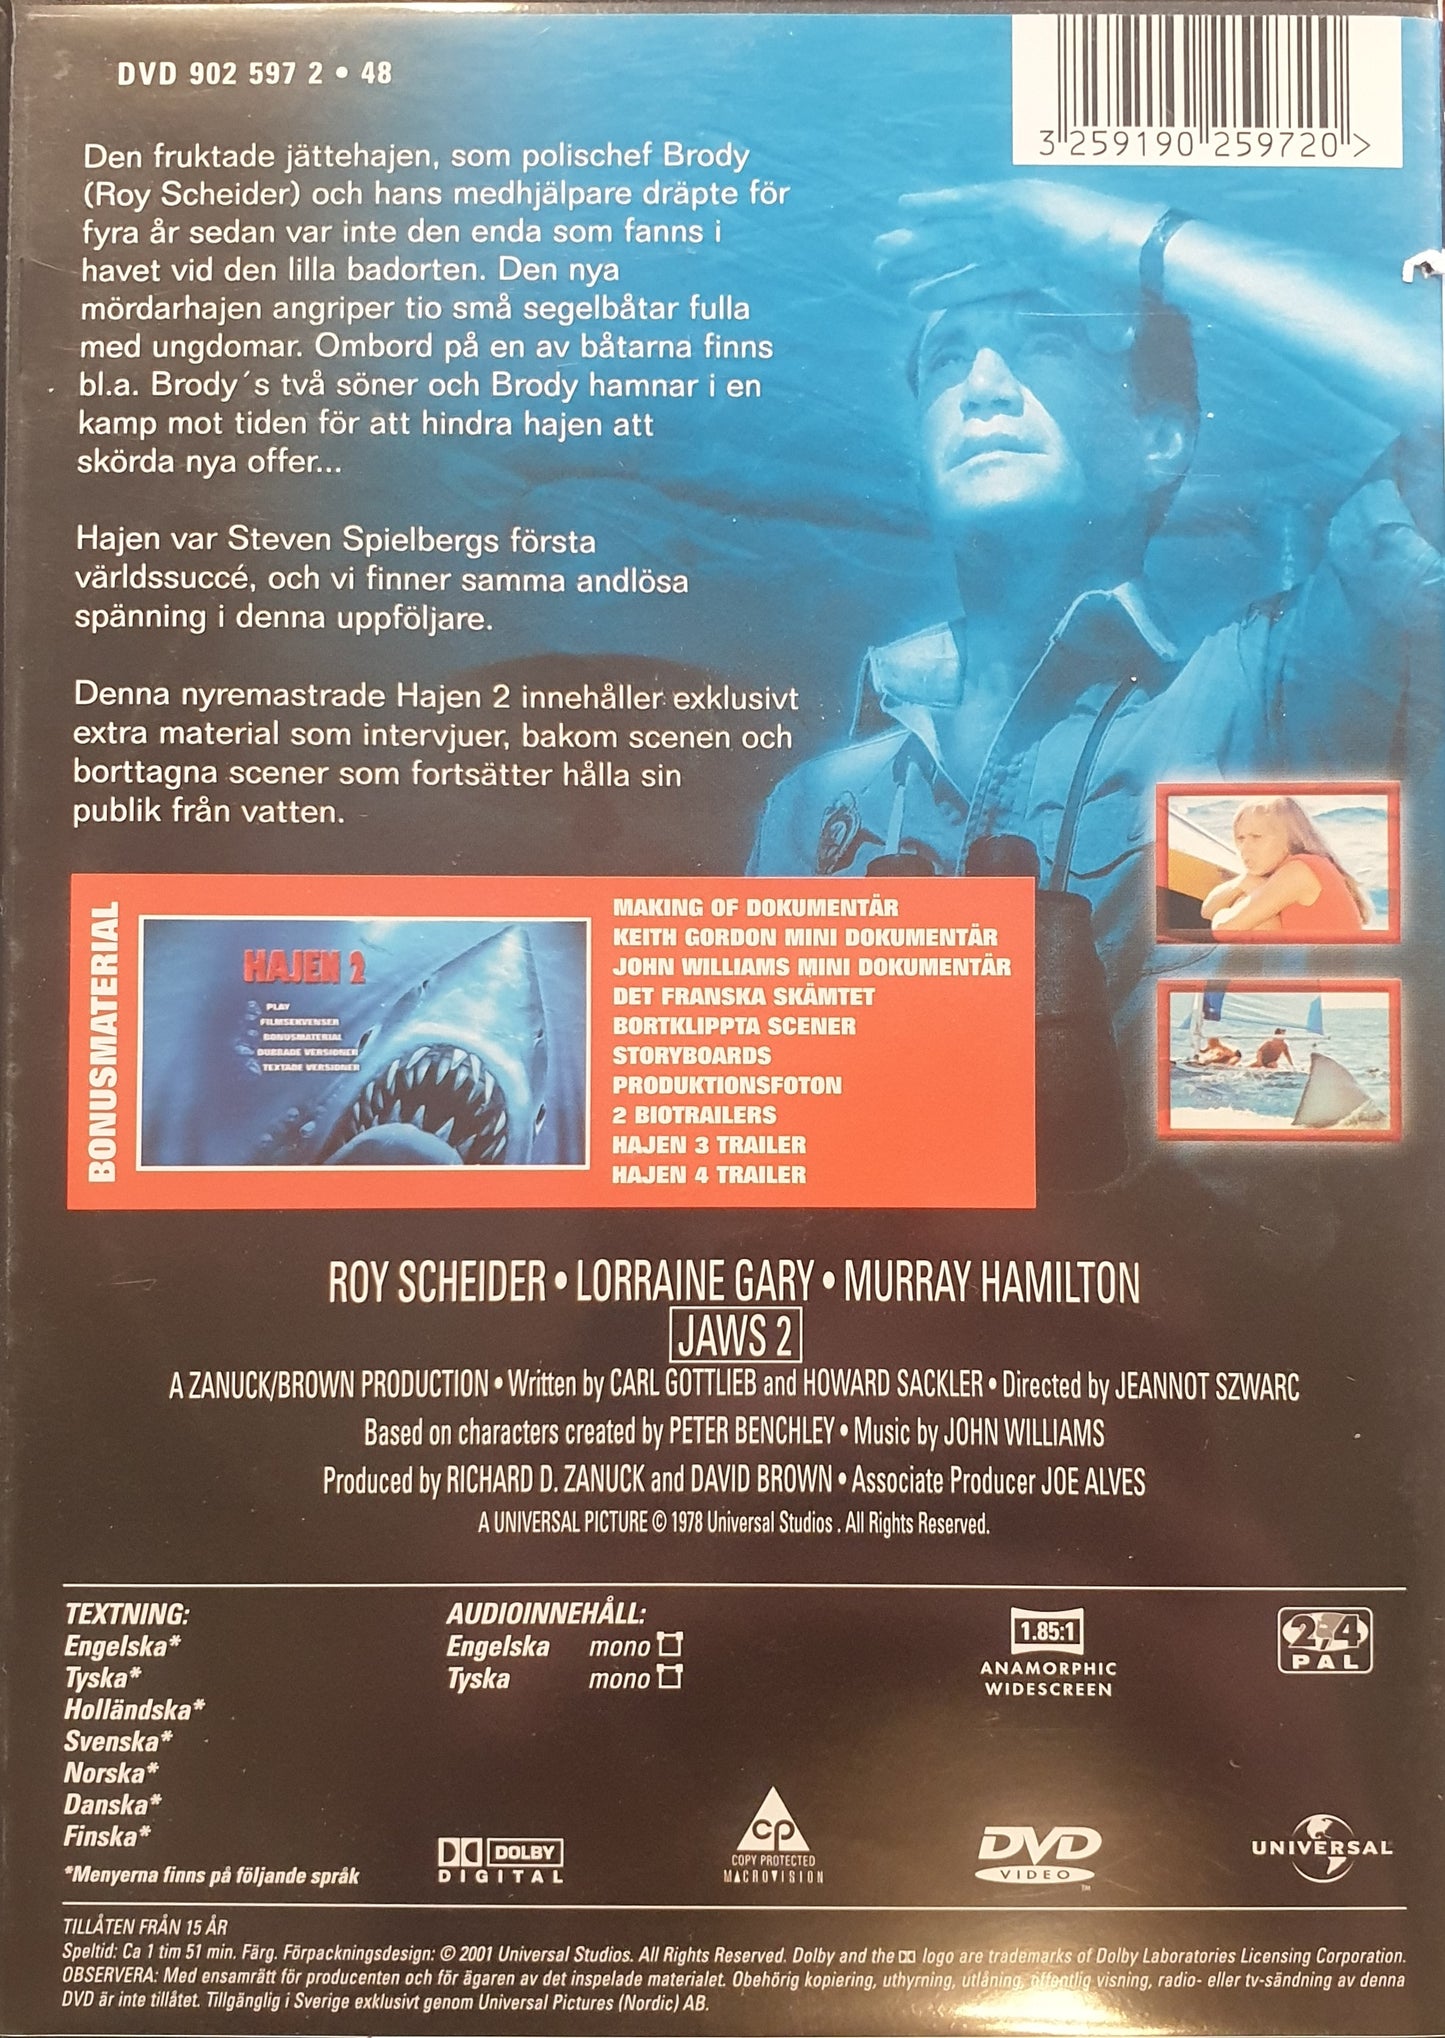 DVD 902 597 2 • 48
3 259190 259720 >
Den fruktade jättehajen, som polischef Brody
(Roy Scheider) och hans medhjälpare dräpte för
fyra år sedan var inte den enda som fanns i
havet vid den lilla badorten. Den nya
mördarhajen angriper tio små segelbåtar fulla
med ungdomar. Ombord på en av båtarna finns
bl.a. Brody´s två söner och Brody hamnar i en
kamp mot tiden för att hindra hajen att
skörda nya offer...
Hajen var Steven Spielbergs första
världssuccé, och vi finner samma andlösa
spänning i denna uppföljare.
Denna nyremastrade Hajen 2 innehåller exklusivt
extra material som intervjuer, bakom scenen och
borttagna scener som fortsätter hålla sin
publik från vatten.
BONUSMATERIAL
HAJEN 2
PLAY
FILMSEKVENSER
BONUSMATERIAL
DUBBADE VERSIONER
TEXTADE VERSIONER
MAKING OF DOKUMENTÄR
KEITH GORDON MINI DOKUMENTÄR
JOHN WILLIAMS MINI DOKUMENTÄR
DET FRANSKA SKÄMTET
BORTKLIPPTA SCENER
STORYBOARDS
PRODUKTIONSFOTON
2 BIOTRAILERS
HAJEN 3 TRAILER
HAJEN 4 TRAILER
ROY SCHEIDER • LORRAINE GARY • MURRAY HAMILTON
JAWS 2
A ZANUCK/BROWN PRODUCTION • Written by CARL GOTTLIEB and HOWARD SACKLER • Directed by JEANNOT SZWARC
Based on characters created by PETER BENCHLEY • Music by JOHN WILLIAMS
Produced by RICHARD D. ZANUCK and DAVID BROWN • Associate Producer JOE ALVES
A UNIVERSAL PICTURE © 1978 Universal Studios . All Rights Reserved.
TEXTNING:
Engelska*
Tyska*
Holländska*
Svenska*
Norska*
Danska*
Finska*
*Menyerna finns på följande språk
AUDIOINNEHÅLL:
Engelska mono
Tyska mono
1.85:1
ANAMORPHIC
WIDESCREEN
2,4
PAL
DOLBY
DIGITAL
CP
COPY PROTECTED
MACROVISION
DVD
VIDEO
TM
UNIVERSAL
TILLÅTEN FRÅN 15 ÅR
Speltid: Ca 1 tim 51 min. Färg. Förpackningsdesign: © 2001 Universal Studios. All Rights Reserved. Dolby and the logo are trademarks of Dolby Laboratories Licensing Corporation.
OBSERVERA: Med ensamrätt för producenten och för ägaren av det inspelade materialet. Obehörig kopiering, uthyrning, utlåning, offentlig visning, radio- eller tv-sändning av denna
DVD är inte tillåtet. Tillgänglig i Sverige exklusivt genom Universal Pictures (Nordic) AB.